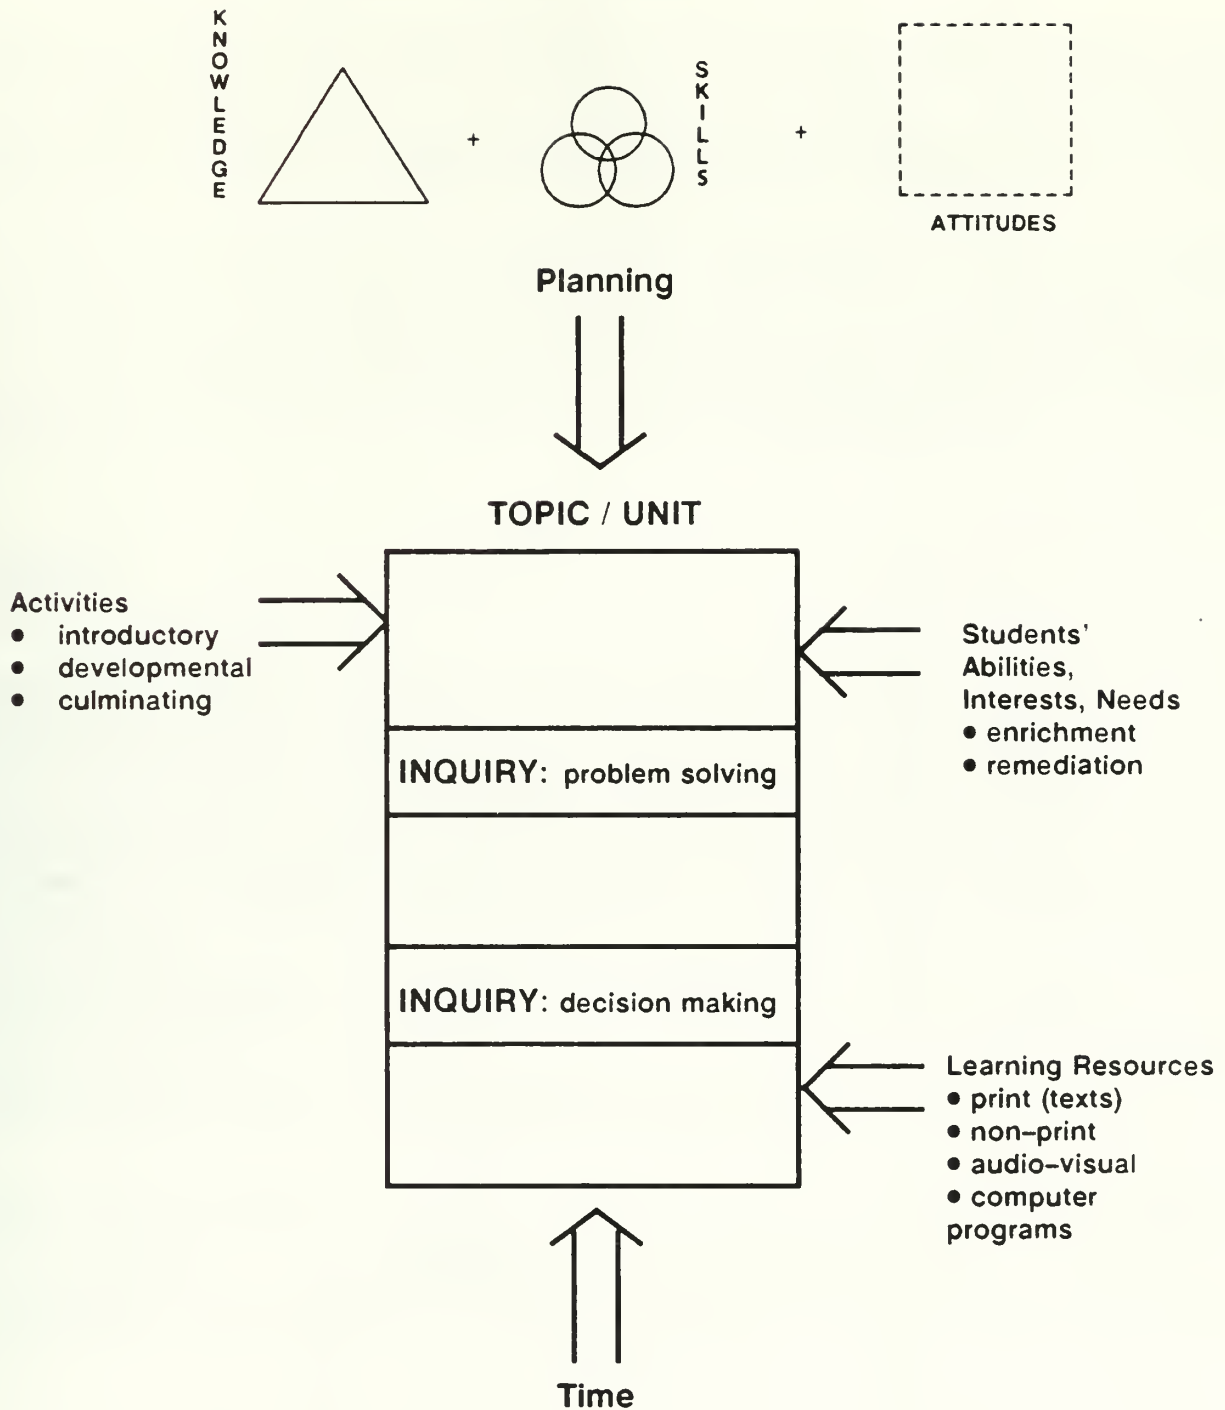 KNOWLEDGE
+
SKILLS
+
ATTITUDES
Planning
TOPIC / UNIT
Activities
• introductory
• developmental
• culminating
Students'
Abilities,
Interests, Needs
• enrichment
• remediation
INQUIRY: problem solving
INQUIRY: decision making
Learning Resources
• print (texts)
• non-print
• audio-visual
• computer
programs
Time